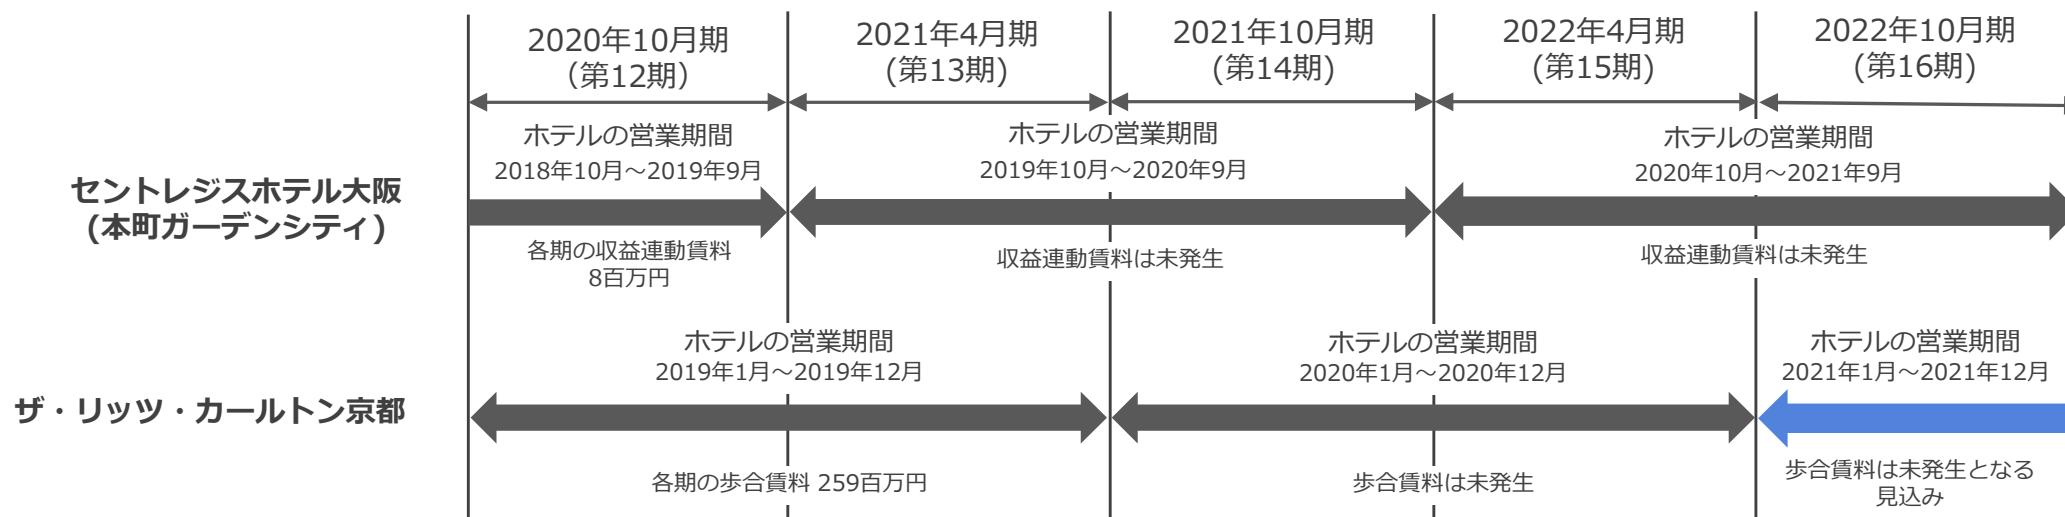 2020年10月期
（第12期）
2021年4月期
(第13期)
2021年10月期
(第14期)
2022年4月期
(第15期)
2022年10月期
(第16期)
セントレジスホテル大阪
(本町ガーデンシティ)
ホテルの営業期間
2018年10月～2019年9月
各期の収益連動賃料
8百万円
ホテルの営業期間
2019年10月～2020年9月
収益連動賃料は未発生
ホテルの営業期間
2020年10月～2021年9月
収益連動賃料は未発生
ザ・リッツ・カールトン京都
ホテルの営業期間
2019年1月～2019年12月
各期の歩合賃料 259百万円
ホテルの営業期間
2020年1月～2020年12月
歩合賃料は未発生
ホテルの営業期間
2021年1月～2021年12月
歩合賃料は未発生となる
見込み